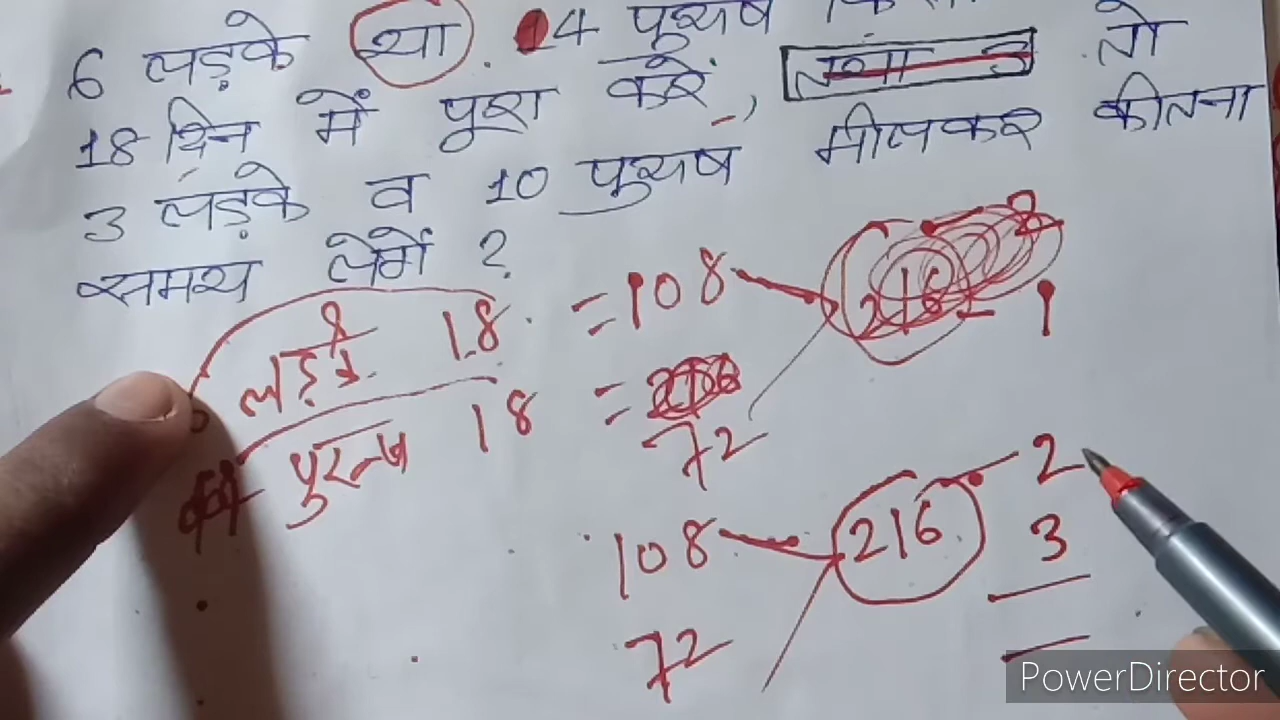 6 लड़के या 4 पुरुष
18 दिन में पूरा करें, तो
3 लड़के व 10 पुरुष मीलकर कीतना
समय लेगें ?
लड़के 18 = 108 216 - 1
पुरुष 18 =
72
108 216 2
3
72
PowerDirector